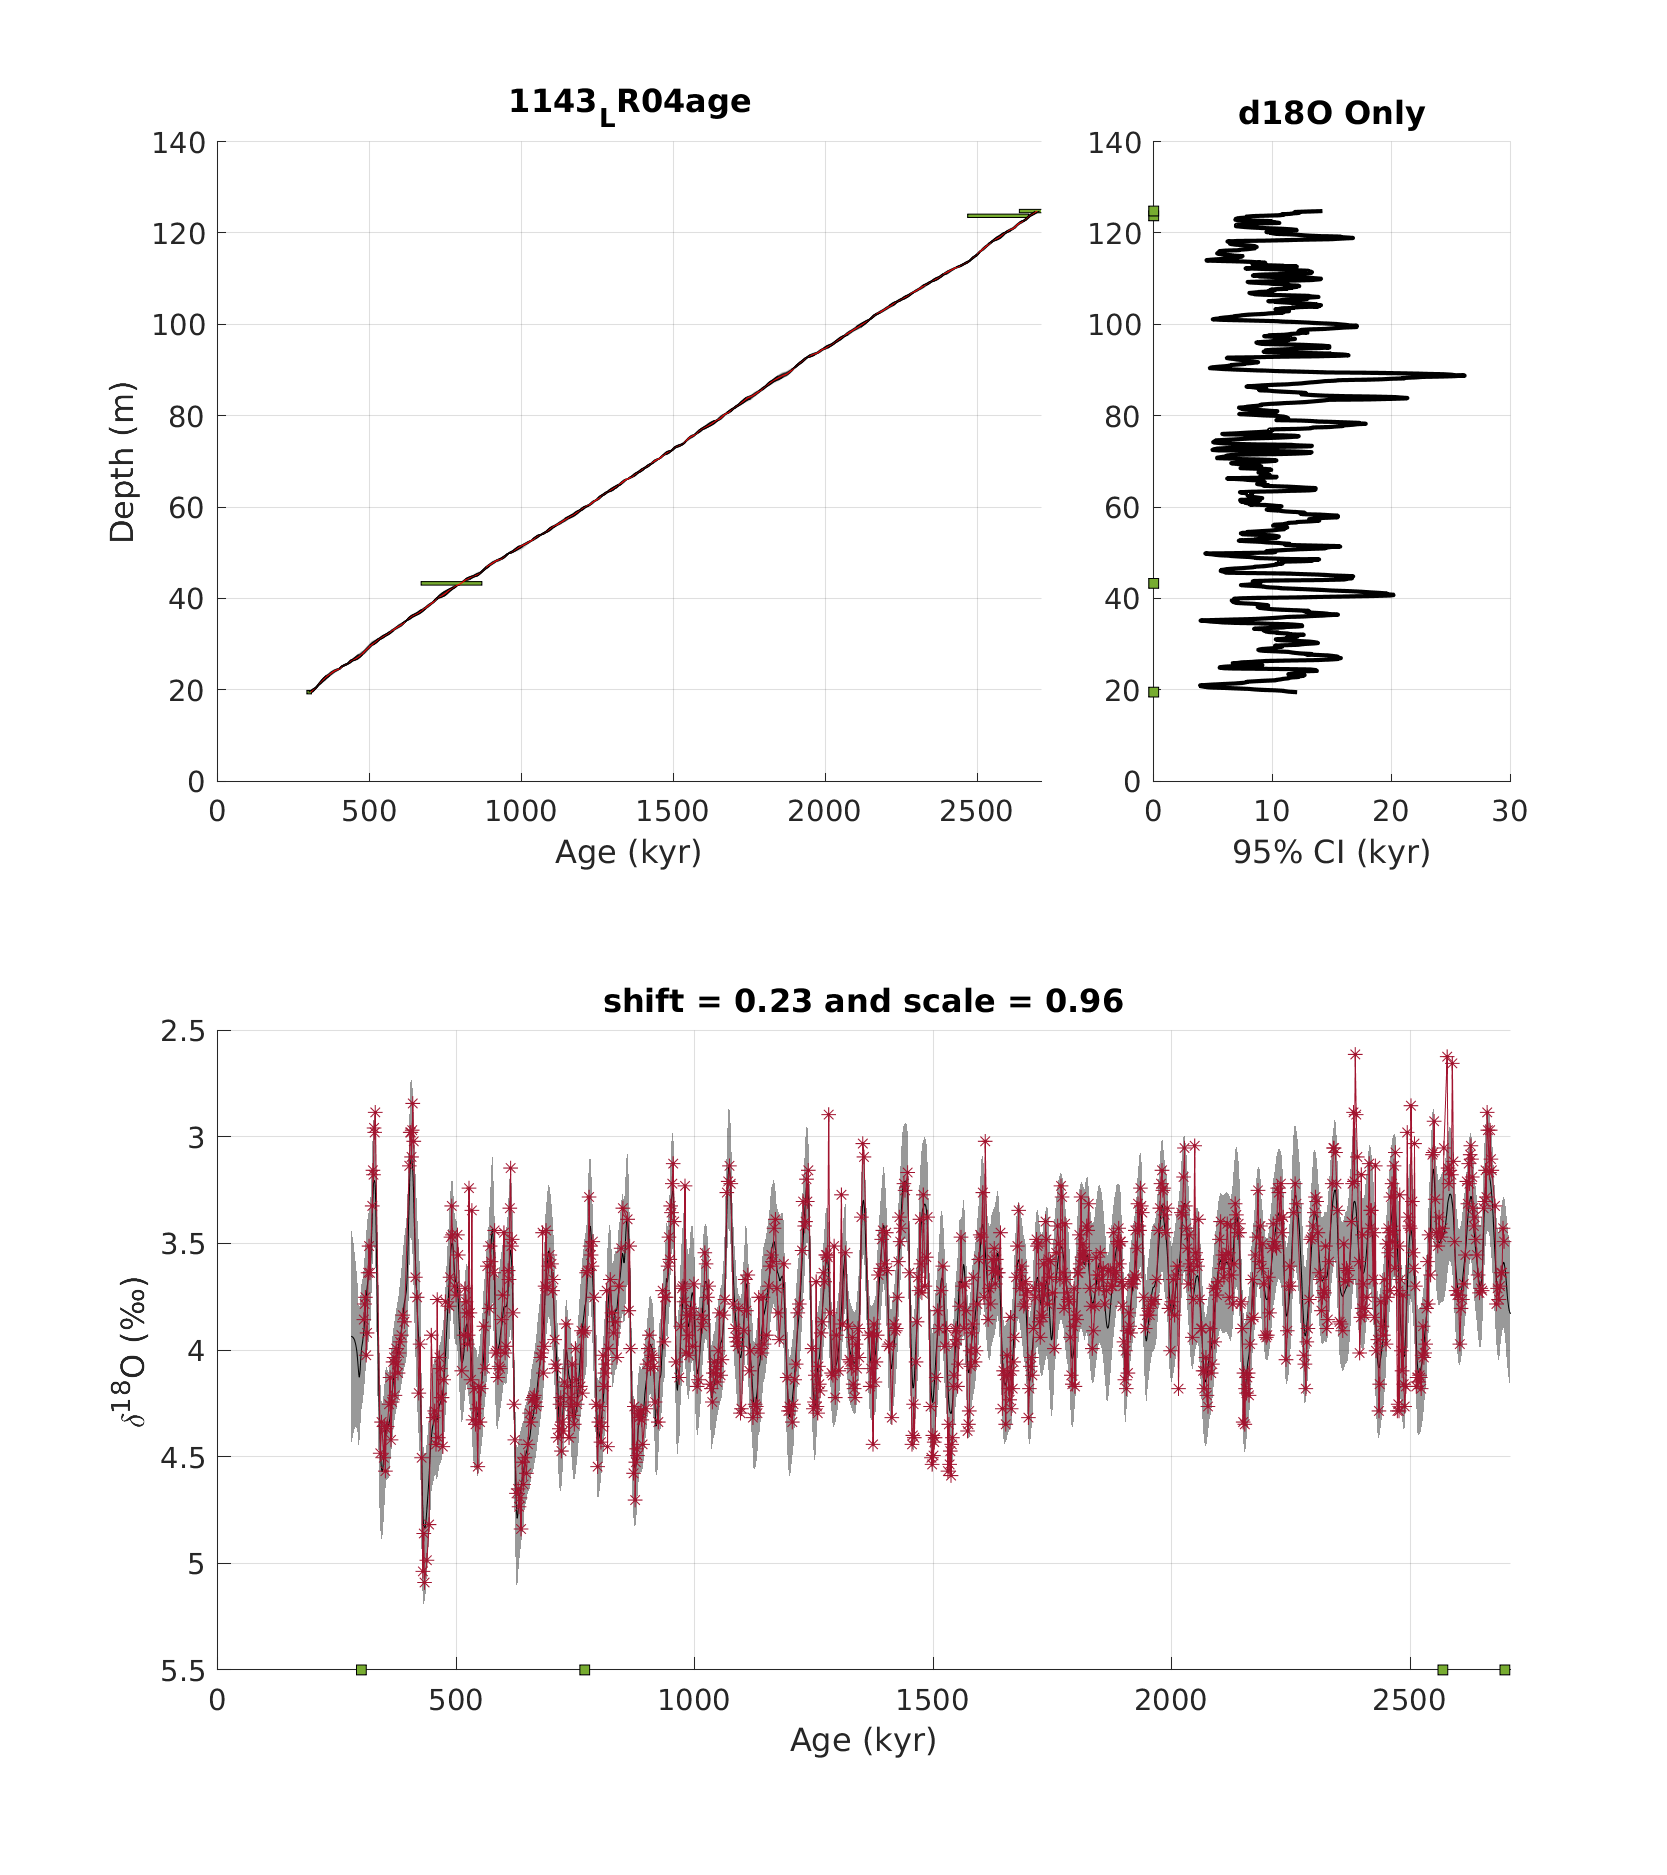 1143LR04age
d18O Only
140
120
100
80
60
40
20
0
Depth (m)
0 500 1000 1500 2000 2500
Age (kyr)
140
120
100
80
60
40
20
0
0 10 20 30
95% CI (kyr)
shift = 0.23 and scale = 0.96
2.5
3
3.5
4
4.5
5
5.5
δ18O (‰)
0 500 1000 1500 2000 2500
Age (kyr)